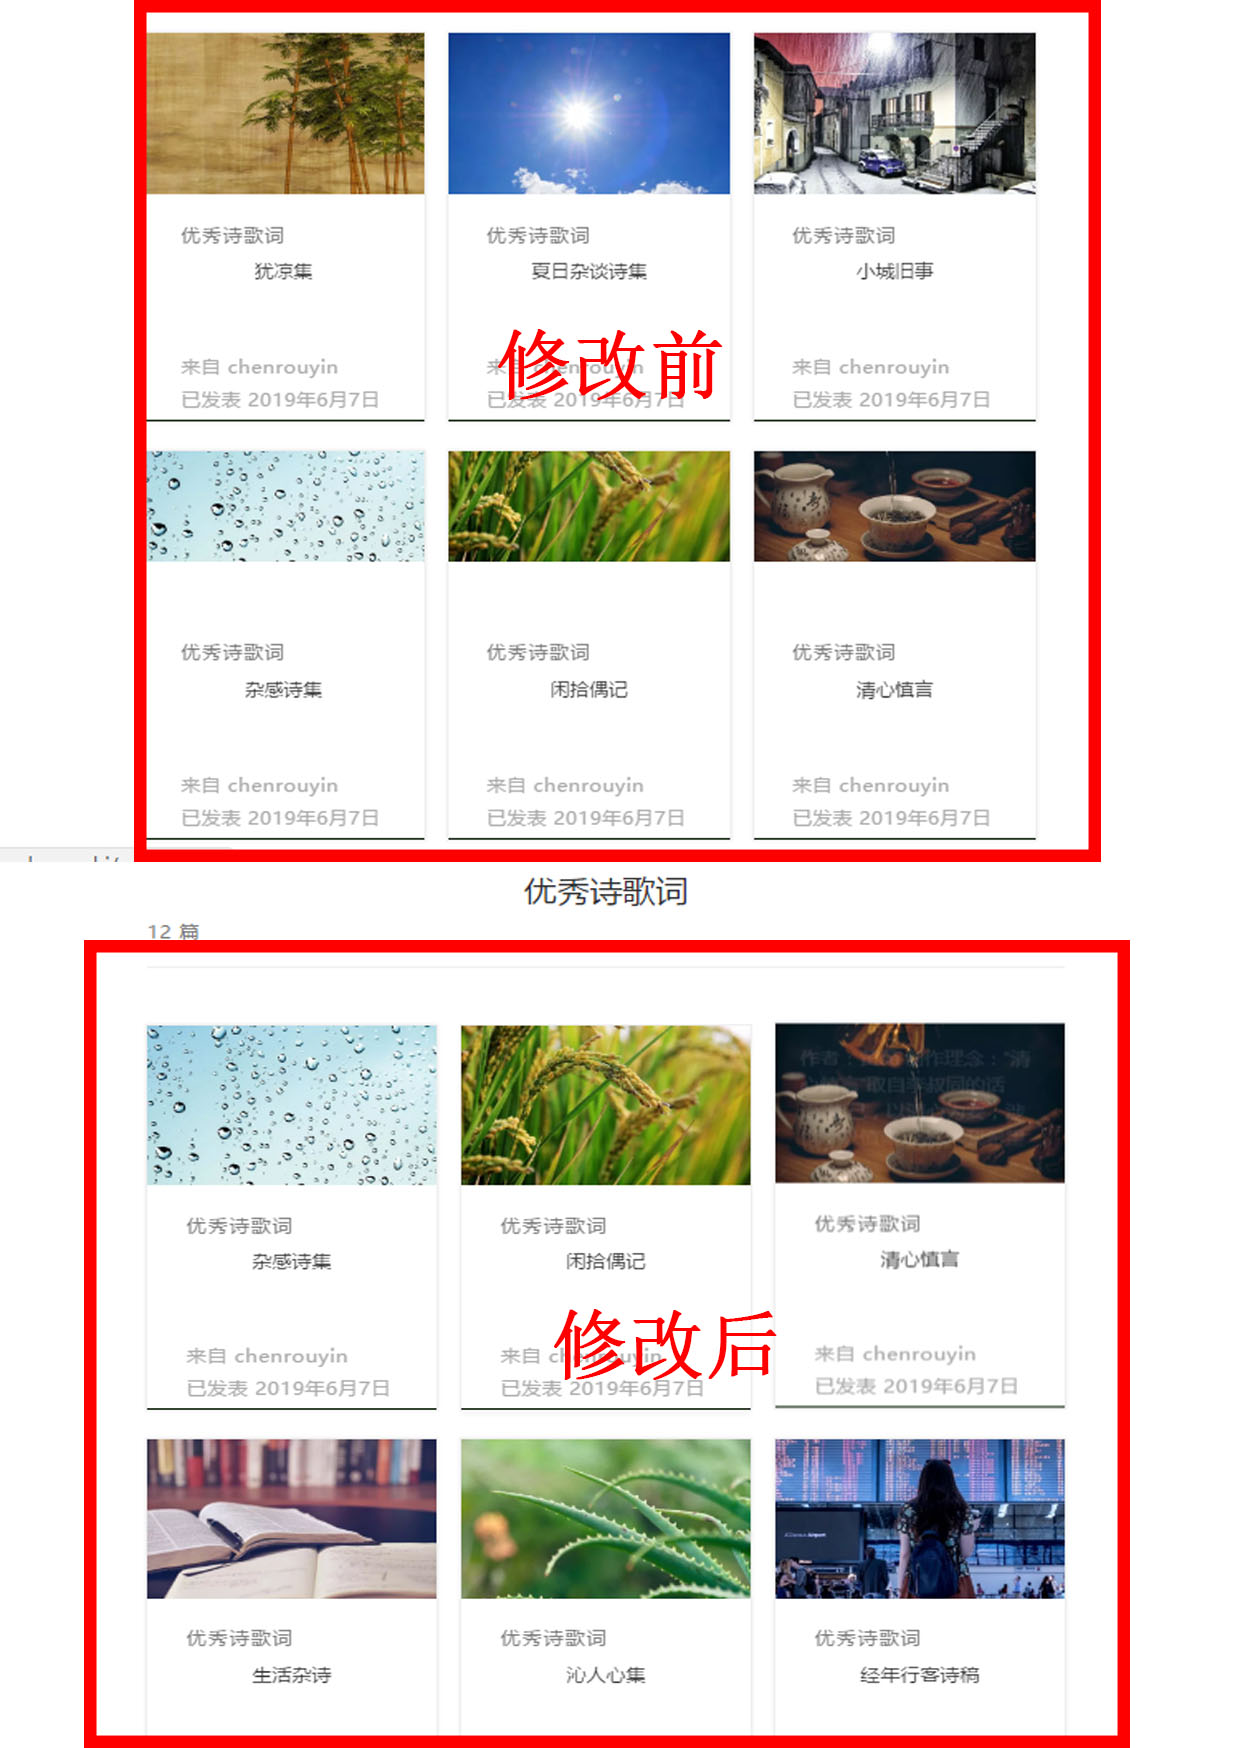 优秀诗歌词
犹凉集
来自 chenrouyin
已发表 2019年6月7日
优秀诗歌词
夏日杂谈诗集
来自 chenrouyin
已发表 2019年6月7日
优秀诗歌词
小城旧事
来自 chenrouyin
已发表 2019年6月7日
修改前
优秀诗歌词
杂感诗集
来自 chenrouyin
已发表 2019年6月7日
优秀诗歌词
闲拾偶记
来自 chenrouyin
已发表 2019年6月7日
优秀诗歌词
清心慎言
来自 chenrouyin
已发表 2019年6月7日
优秀诗歌词
12 篇
优秀诗歌词
杂感诗集
来自 chenrouyin
已发表 2019年6月7日
优秀诗歌词
闲拾偶记
来自 chenrouyin
已发表 2019年6月7日
优秀诗歌词
清心慎言
来自 chenrouyin
已发表 2019年6月7日
修改后
优秀诗歌词
生活杂诗
优秀诗歌词
沁人心集
优秀诗歌词
经年行客诗稿